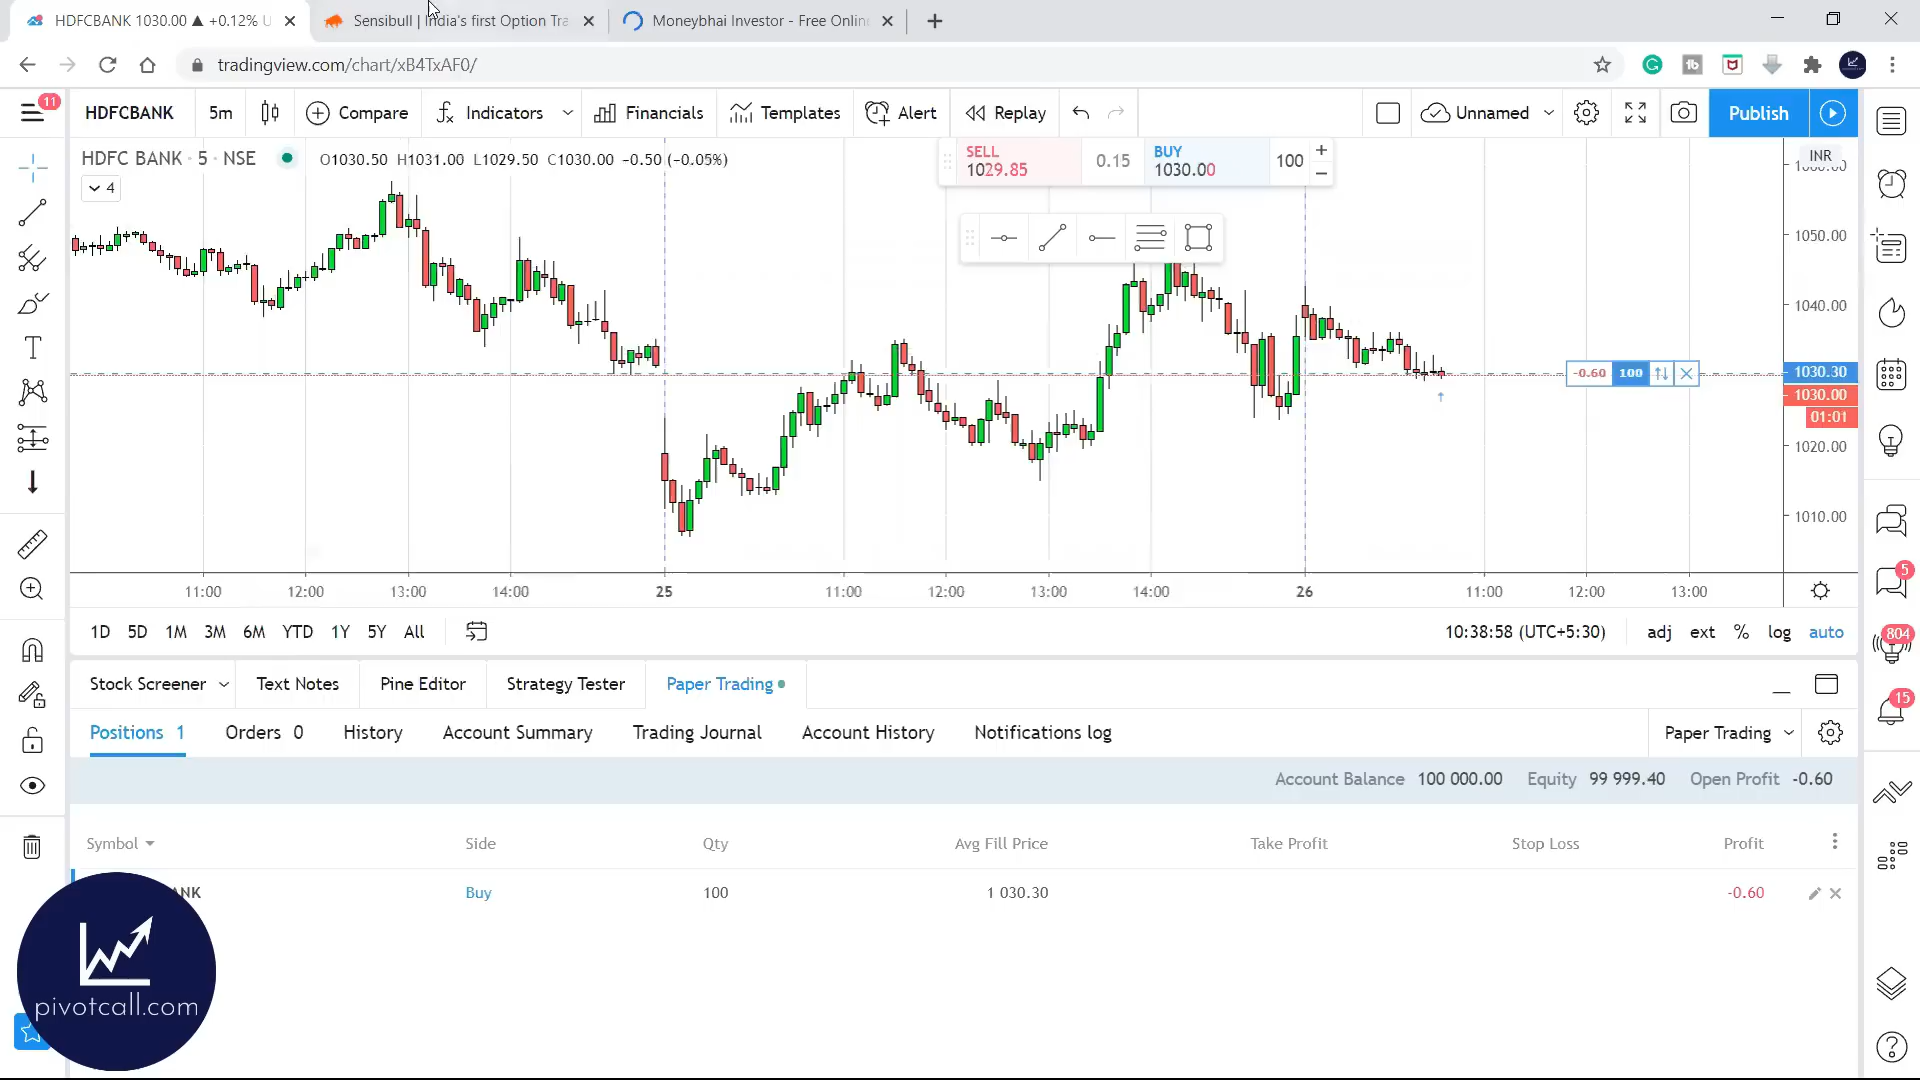 HDFCBANK 1030.00 ▲ +0.12% U
Sensibull | India's first Option Tra
Moneybhai Investor - Free Onlin
tradingview.com/chart/xB4TxAF0/
11
HDFCBANK
5m
Compare
Indicators
Financials
Templates
Alert
Replay
Unnamed
Publish
HDFC BANK · 5 · NSE
O1030.50 H1031.00 L1029.50 C1030.00 −0.50 (−0.05%)
4
SELL
1029.85
0.15
BUY
1030.00
100
INR
1050.00
1040.00
-0.60 100
1030.30
1030.00
01:01
1020.00
1010.00
11:00 12:00 13:00 14:00 25 11:00 12:00 13:00 14:00 26 11:00 12:00 13:00
1D 5D 1M 3M 6M YTD 1Y 5Y All
10:38:58 (UTC+5:30)
adj ext % log auto
5
804
15
Stock Screener
Text Notes
Pine Editor
Strategy Tester
Paper Trading
Positions 1
Orders 0
History
Account Summary
Trading Journal
Account History
Notifications log
Paper Trading
Account Balance 100 000.00 Equity 99 999.40 Open Profit -0.60
Symbol Side Qty Avg Fill Price Take Profit Stop Loss Profit
ANK Buy 100 1 030.30 -0.60
pivotcall.com